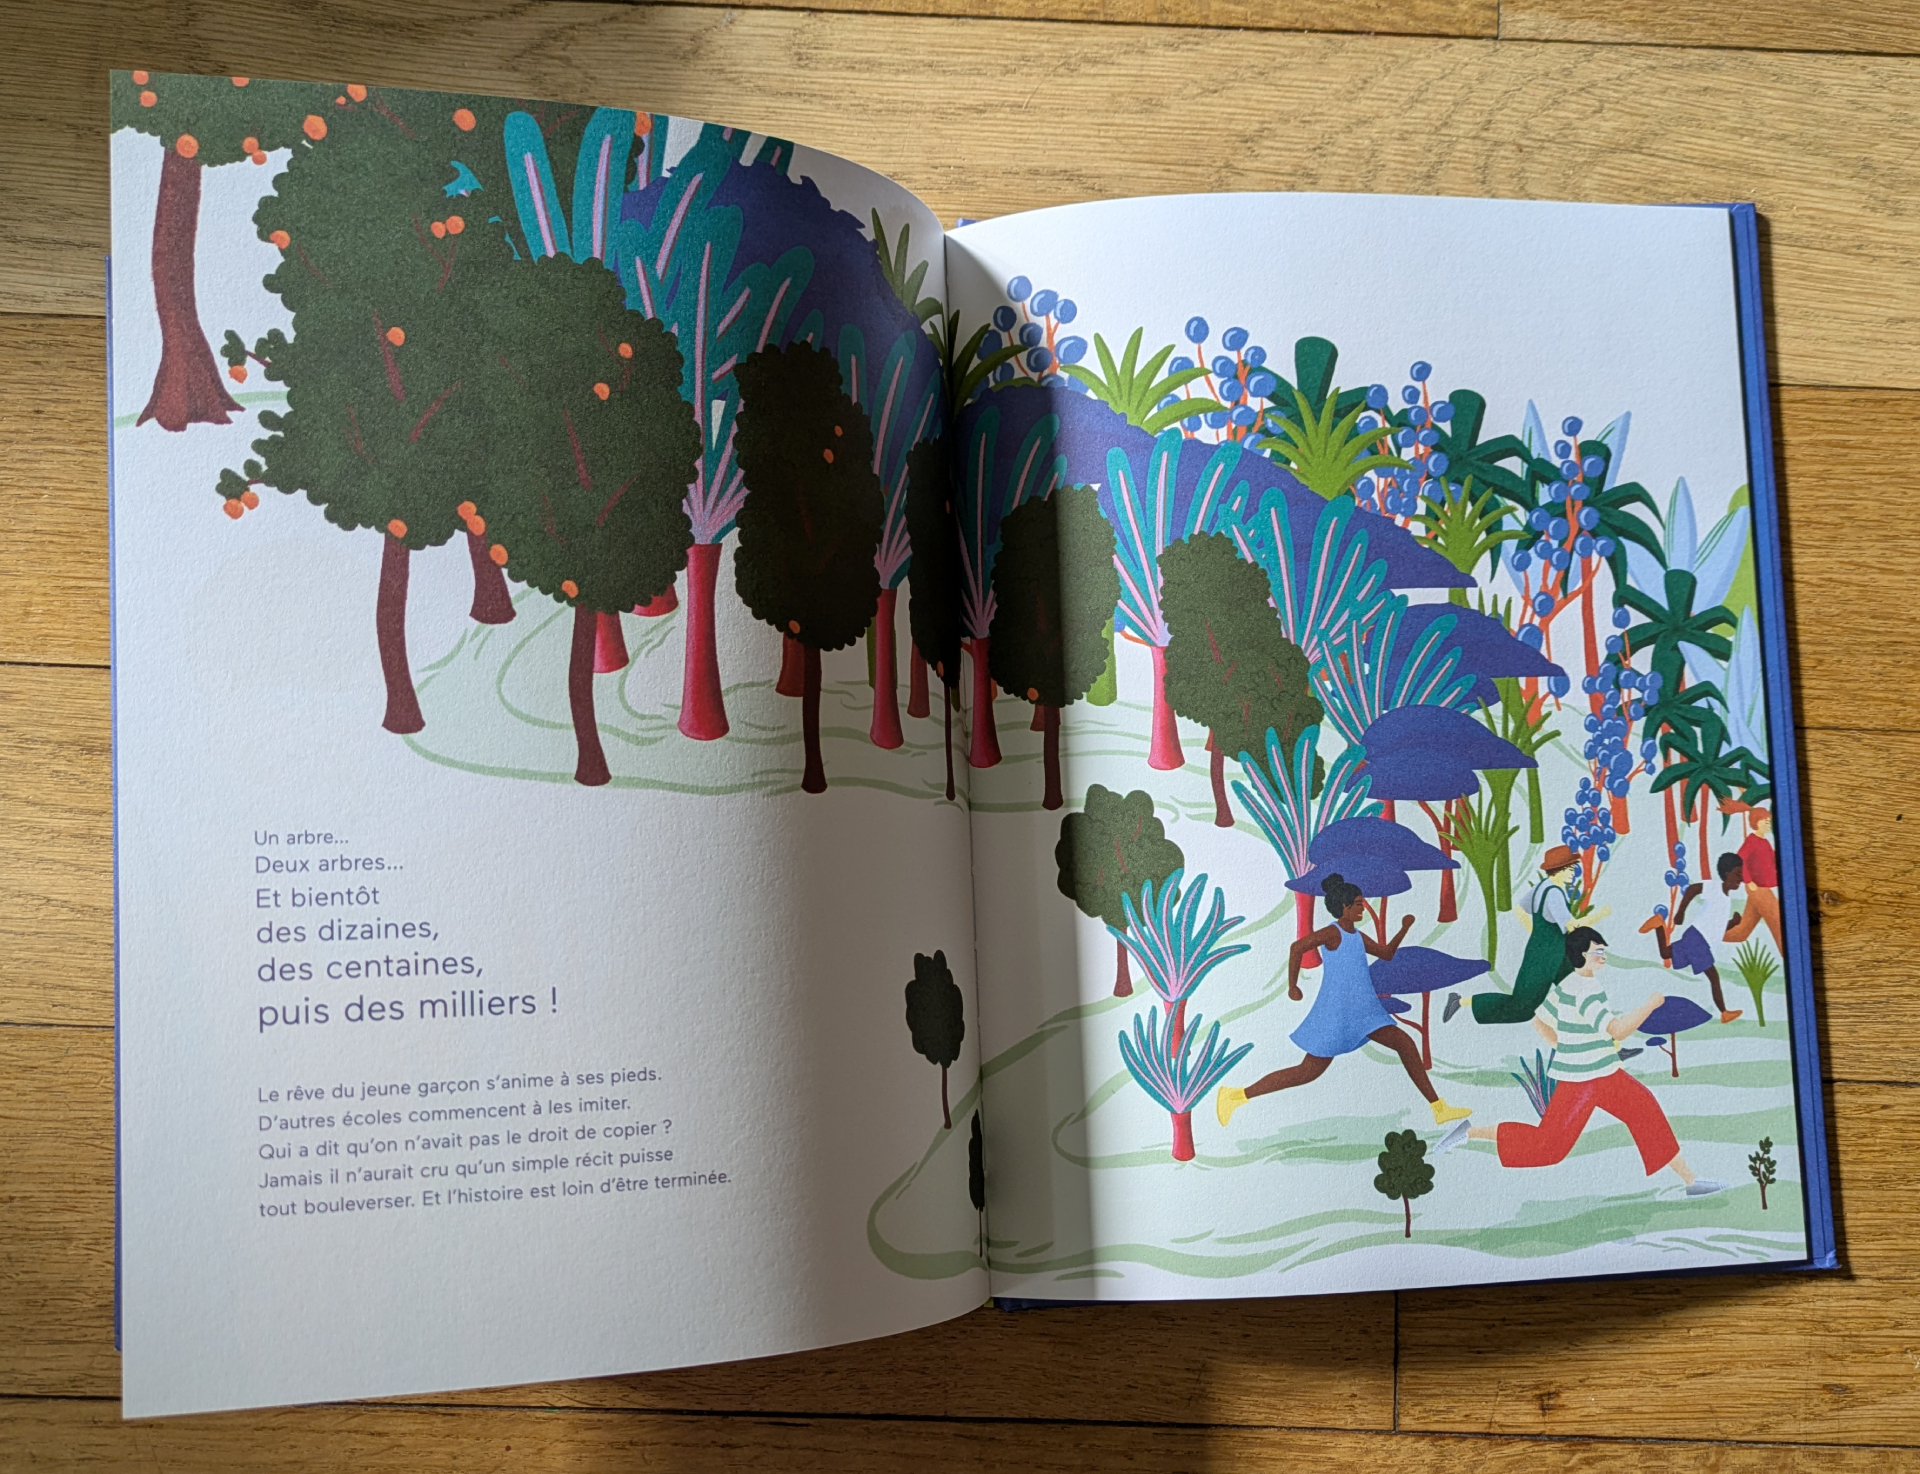 Un arbre...
Deux arbres...
Et bientôt
des dizaines,
des centaines,
puis des milliers !
Le rêve du jeune garçon s'anime à ses pieds.
D'autres écoles commencent à les imiter.
Qui a dit qu'on n'avait pas le droit de copier ?
Jamais il n'aurait cru qu'un simple récit puisse
tout bouleverser. Et l'histoire est loin d'être terminée.